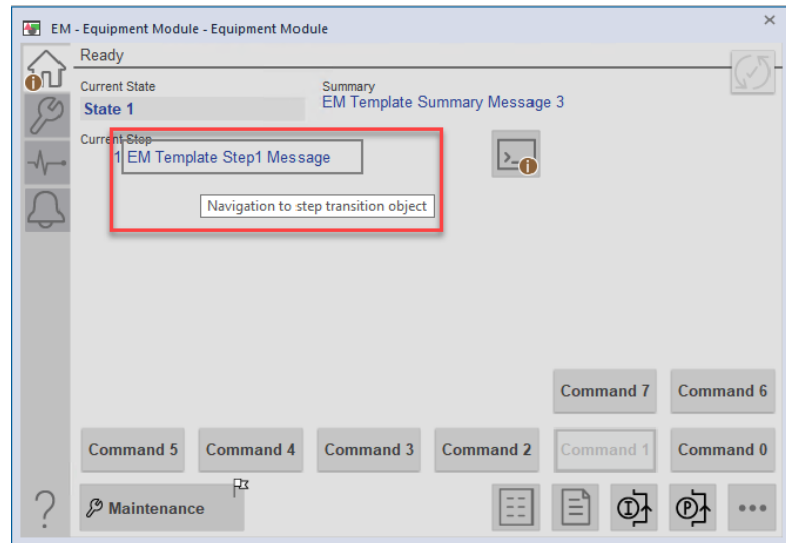 EM - Equipment Module - Equipment Module
Ready
Current State
Summary
State 1
EM Template Summary Message 3
Current Step
1 EM Template Step1 Message
Navigation to step transition object
Command 7
Command 6
Command 5
Command 4
Command 3
Command 2
Command 1
Command 0
Maintenance